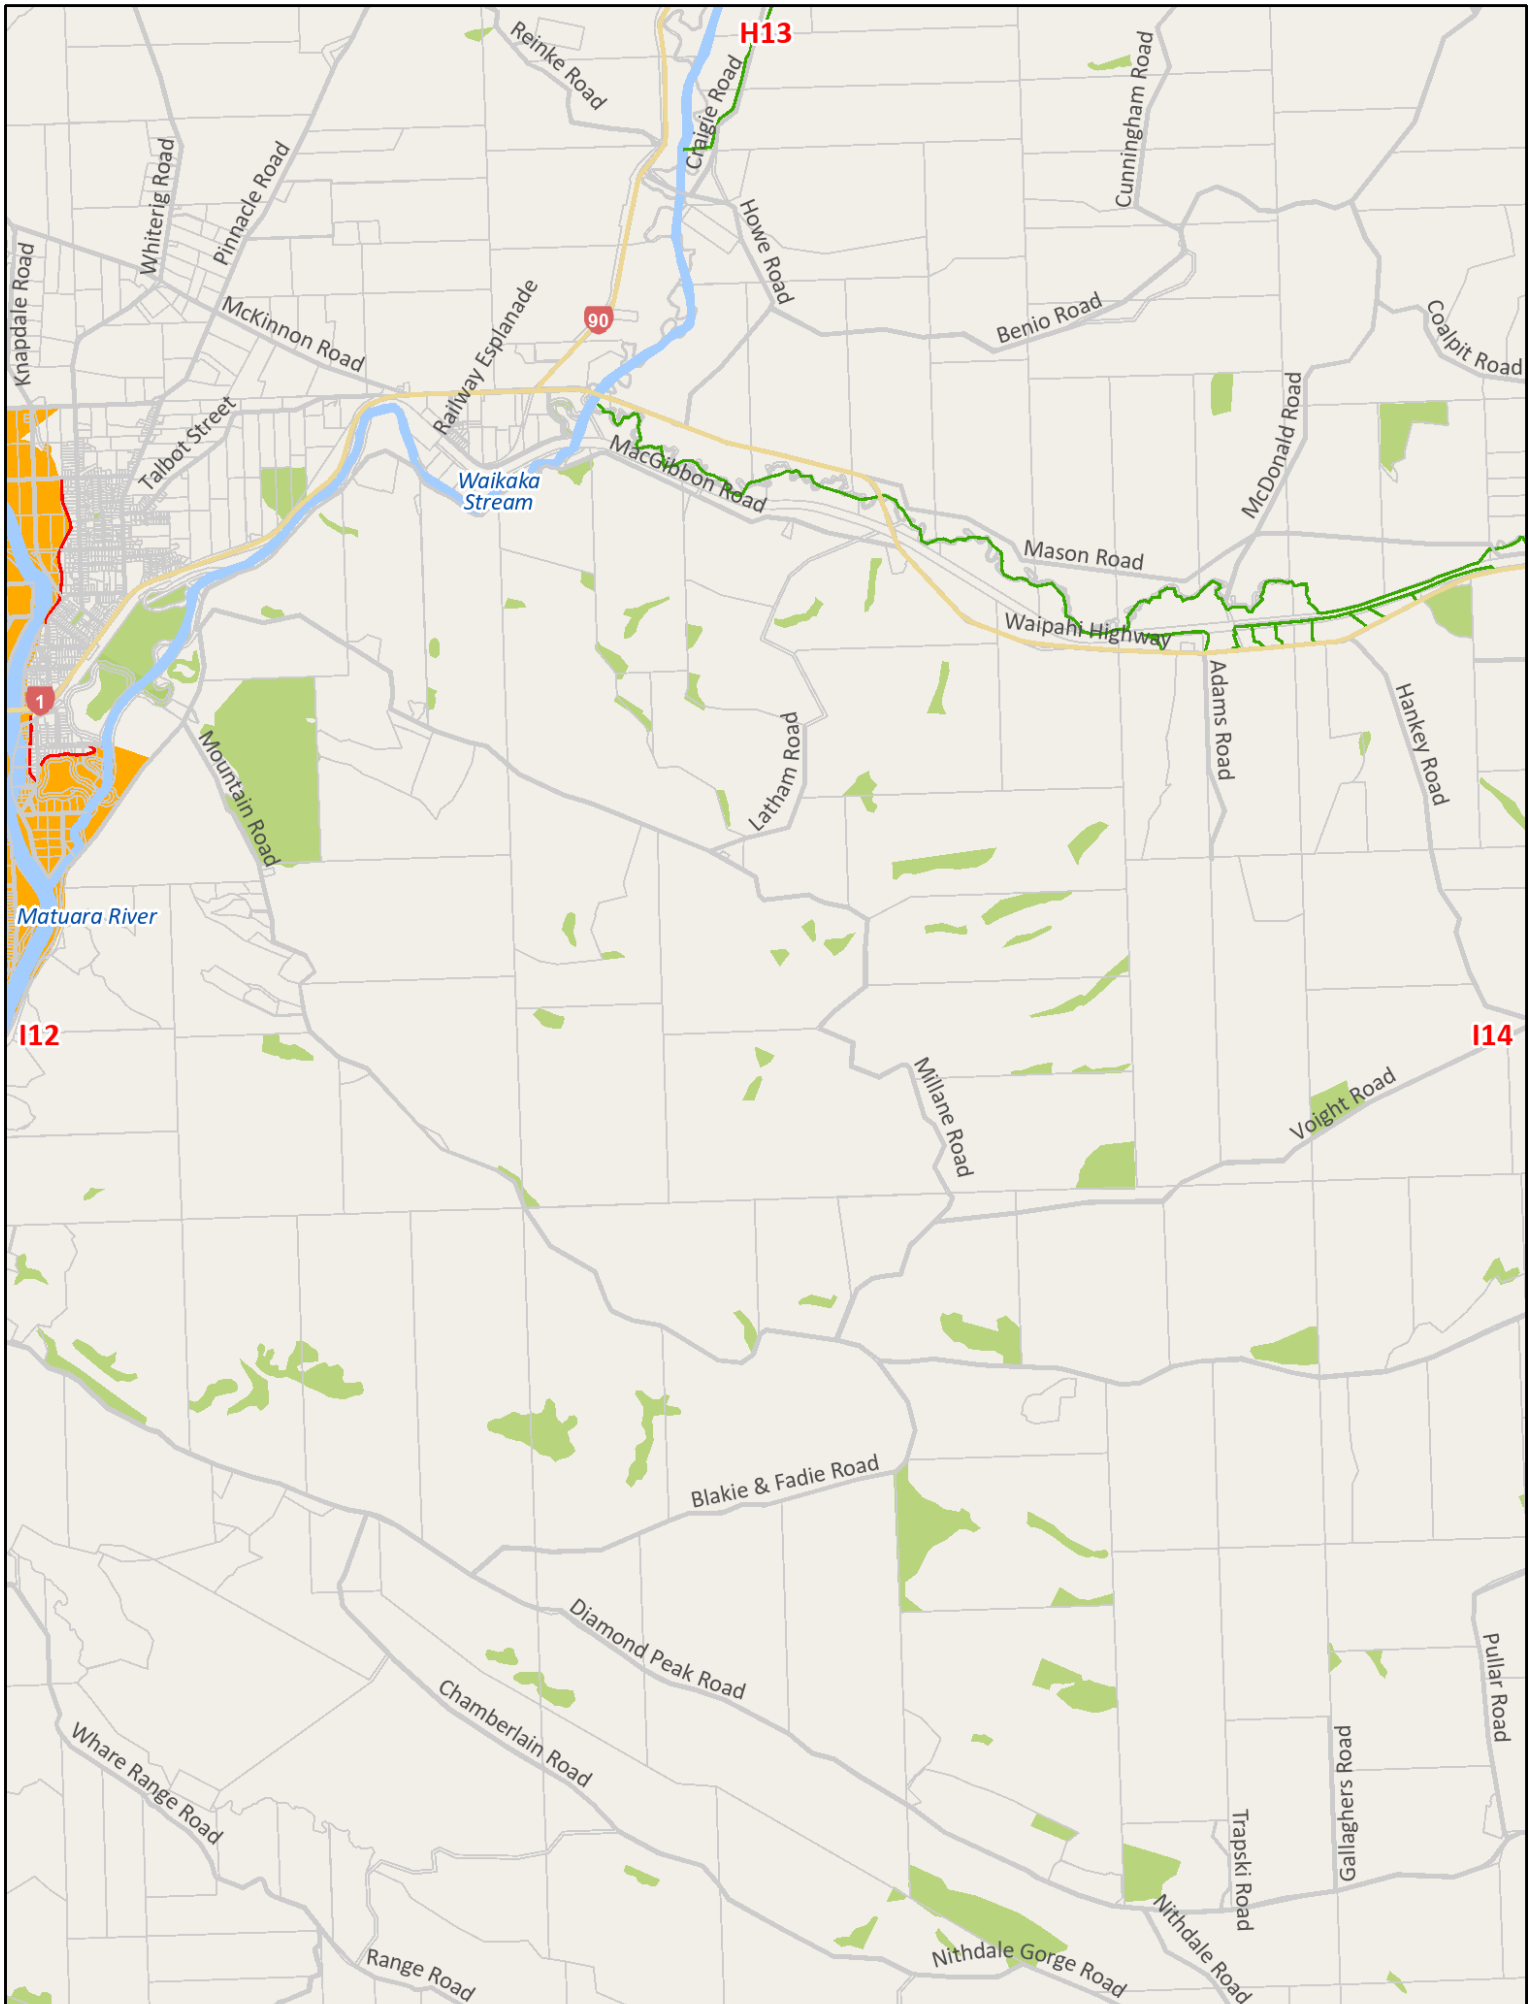 H13
Reinke Road
Craigie Road
Cunningham Road
Whiterig Road
Pinnacle Road
Howe Road
Knapdale Road
McKinnon Road
Railway Esplanade
90
Benio Road
Coalpit Road
Talbot Street
McDonald Road
MacGibbon Road
Waikaka
Stream
Mason Road
Waipahi Highway
1
Adams Road
Hankey Road
Mountain Road
Latham Road
Matuara River
I12
I14
Millane Road
Voight Road
Blakie & Fadie Road
Diamond Peak Road
Pullar Road
Chamberlain Road
Whare Range Road
Gallaghers Road
Trapski Road
Nithdale Road
Nithdale Gorge Road
Range Road